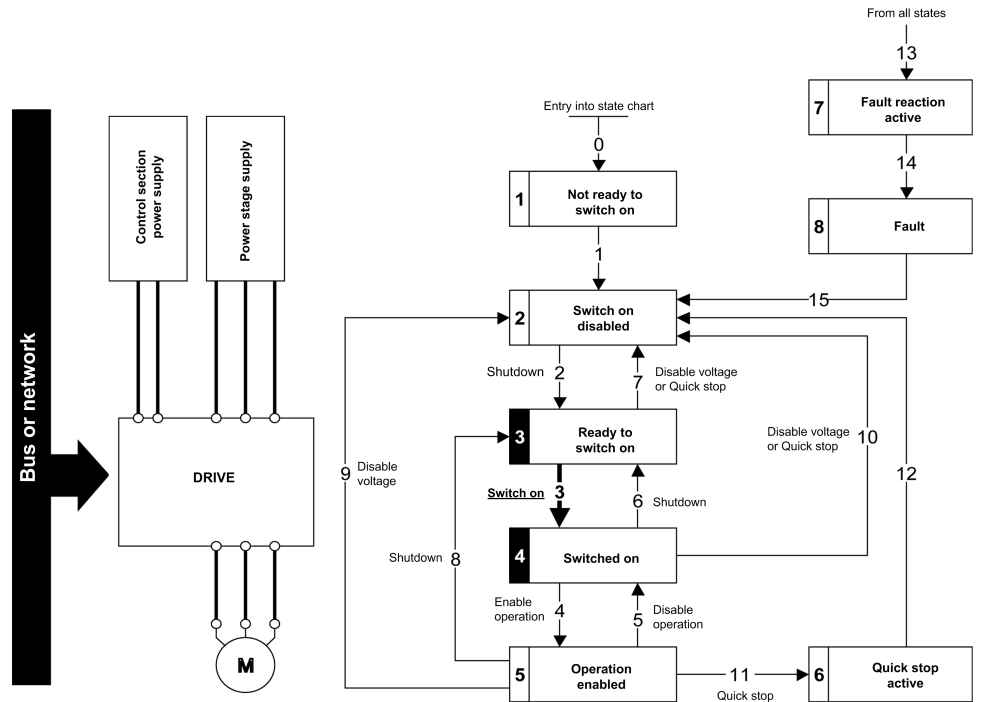 From all states
13
7
Fault reaction
active
14
8
Fault
15
Entry into state chart
0
1
Not ready to
switch on
1
2
Switch on
disabled
Shutdown
2
7
Disable voltage
or Quick stop
3
Ready to
switch on
Switch on
3
6
Shutdown
4
Switched on
Disable voltage
or Quick stop
10
12
9
Disable
voltage
Shutdown
8
Enable
operation
4
5
Disable
operation
5
Operation
enabled
11
Quick stop
6
Quick stop
active
Bus or network
Control section
power supply
Power stage supply
DRIVE
M